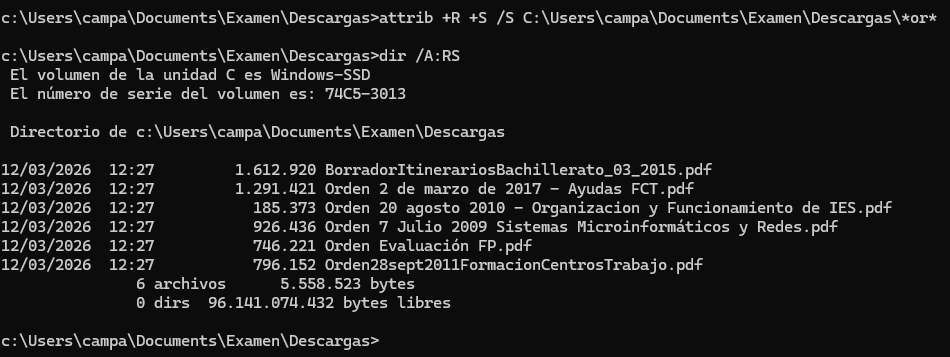 c:\Users\campa\Documents\Examen\Descargas>attrib +R +S /S C:\Users\campa\Documents\Examen\Descargas\*or*
c:\Users\campa\Documents\Examen\Descargas>dir /A:RS
El volumen de la unidad C es Windows-SSD
El número de serie del volumen es: 74C5-3013
Directorio de c:\Users\campa\Documents\Examen\Descargas
12/03/2026  12:27         1.612.920 BorradorItinerariosBachillerato_03_2015.pdf
12/03/2026  12:27         1.291.421 Orden 2 de marzo de 2017 - Ayudas FCT.pdf
12/03/2026  12:27           185.373 Orden 20 agosto 2010 - Organizacion y Funcionamiento de IES.pdf
12/03/2026  12:27           926.436 Orden 7 Julio 2009 Sistemas Microinformáticos y Redes.pdf
12/03/2026  12:27           746.221 Orden Evaluación FP.pdf
12/03/2026  12:27           796.152 Orden28sept2011FormacionCentrosTrabajo.pdf
6 archivos      5.558.523 bytes
0 dirs  96.141.074.432 bytes libres
c:\Users\campa\Documents\Examen\Descargas>